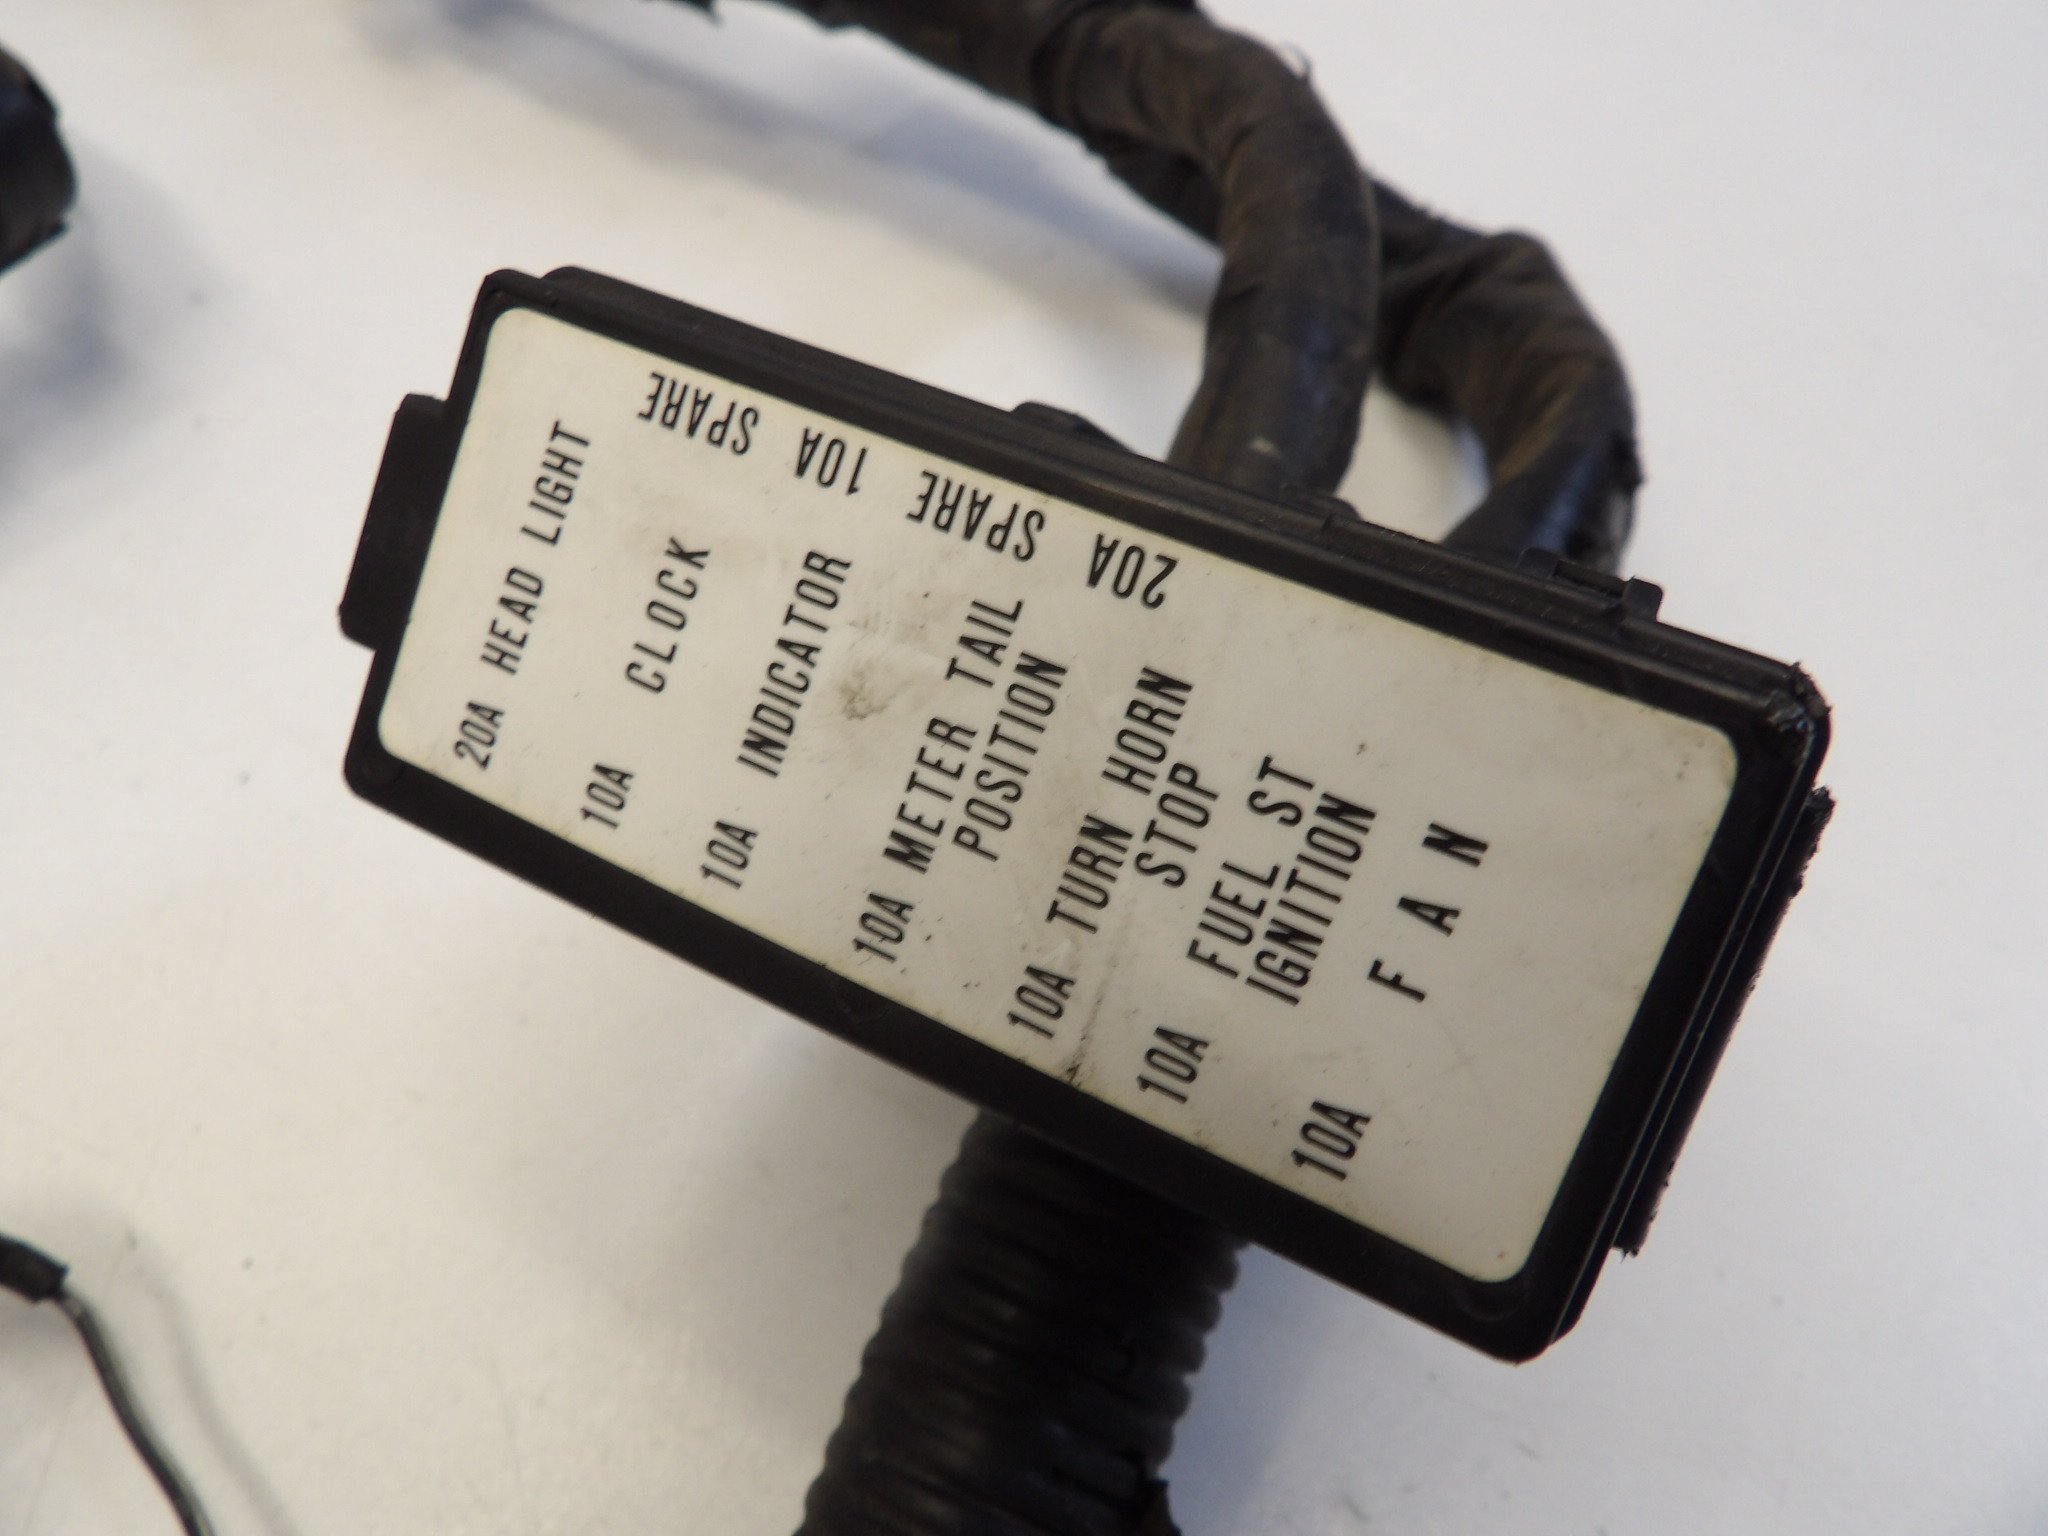 20A HEAD LIGHT
10A CLOCK
10A INDICATOR
10A METER TAIL
POSITION
10A TURN HORN
STOP
10A FUEL ST
IGNITION
10A F A N
20A SPARE 10A SPARE